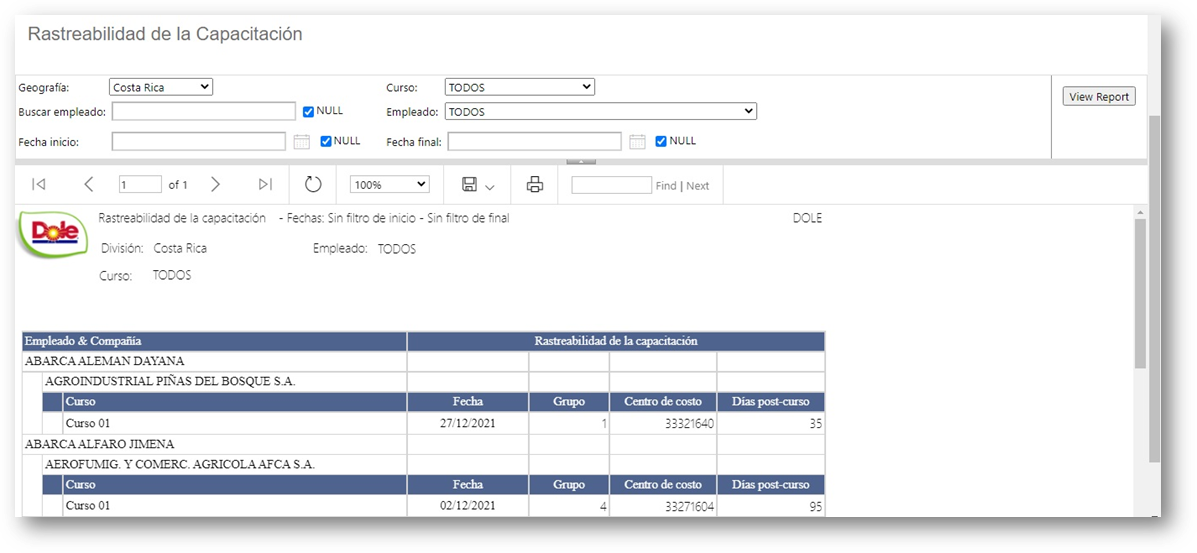 Rastreabilidad de la Capacitación
Geografía: Costa Rica Curso: TODOS
View Report
Buscar empleado: NULL Empleado: TODOS
Fecha inicio: NULL Fecha final: NULL
1 of 1 100% Find | Next
Dole
Rastreabilidad de la capacitación - Fechas: Sin filtro de inicio - Sin filtro de final DOLE
División: Costa Rica Empleado: TODOS
Curso: TODOS
Empleado & Compañía Rastreabilidad de la capacitación
ABARCA ALEMAN DAYANA
AGROINDUSTRIAL PIÑAS DEL BOSQUE S.A.
Curso Fecha Grupo Centro de costo Días post-curso
Curso 01 27/12/2021 1 33321640 35
ABARCA ALFARO JIMENA
AEROFUMIG. Y COMERC. AGRICOLA AFCA S.A.
Curso Fecha Grupo Centro de costo Días post-curso
Curso 01 02/12/2021 4 33271604 95